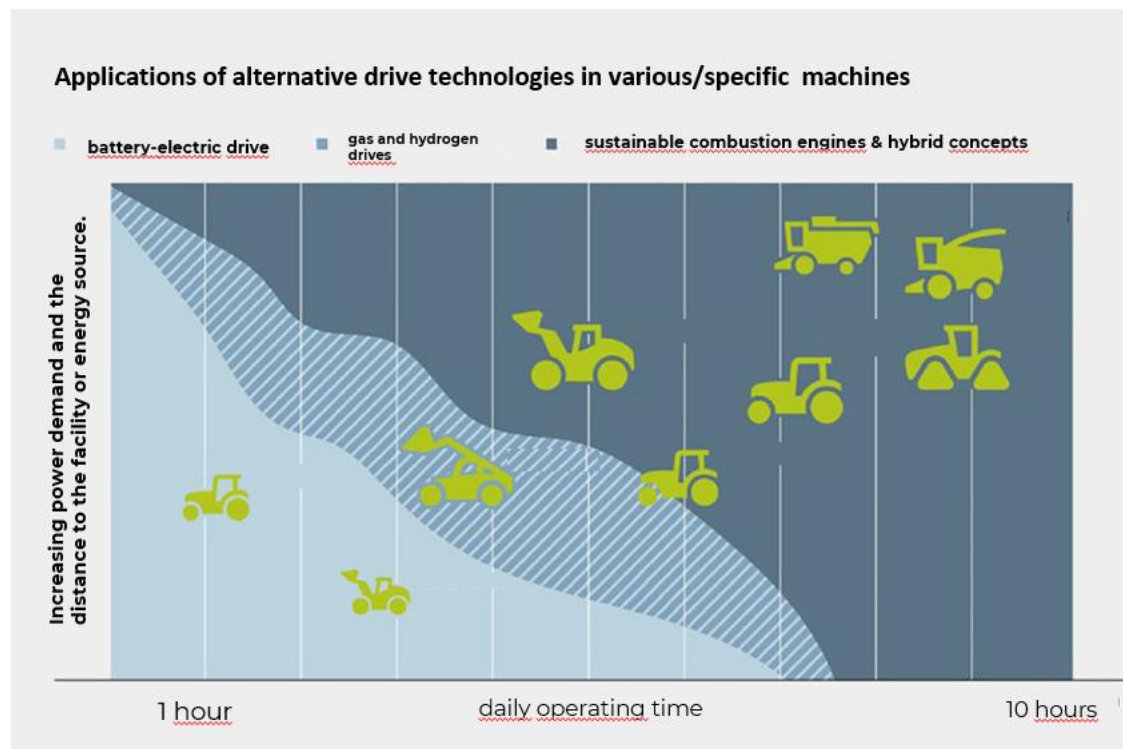 Applications of alternative drive technologies in various/specific machines
battery-electric drive
gas and hydrogen
drives
sustainable combustion engines & hybrid concepts
Increasing power demand and the
distance to the facility or energy source.
1 hour
daily operating time
10 hours